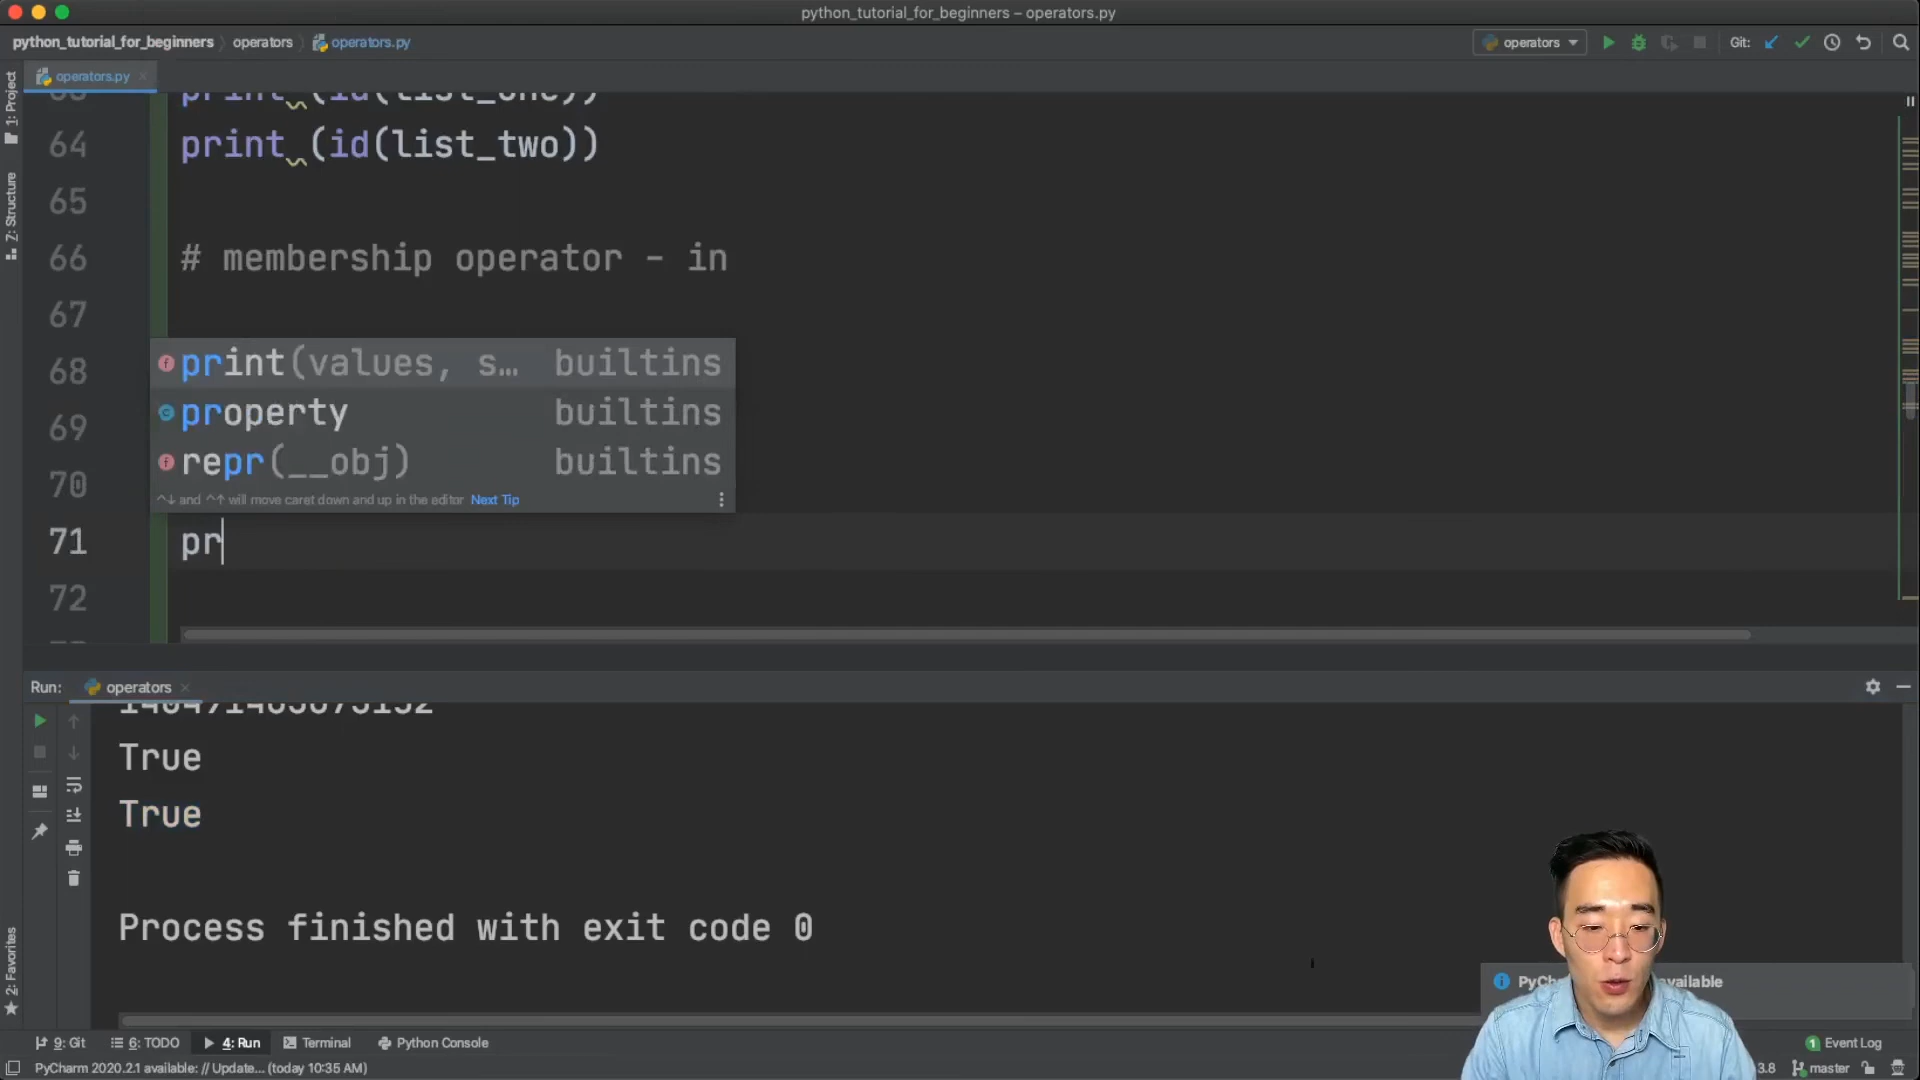 python_tutorial_for_beginners – operators.py
python_tutorial_for_beginners operators operators.py
operators Git:
operators.py
1: Project
Z: Structure
2: Favorites
print (id(list_one))
64 print (id(list_two))
65
66 # membership operator - in
67
68
69
70
print(values, s… builtins
property builtins
repr(__obj) builtins
^↓ and ^↑ will move caret down and up in the editor Next Tip
71 pr
72
Run: operators
True
True
Process finished with exit code 0
available
9: Git 6: TODO 4: Run Terminal Python Console 1 Event Log
PyCharm 2020.2.1 available: // Update... (today 10:35 AM) 3.8 master